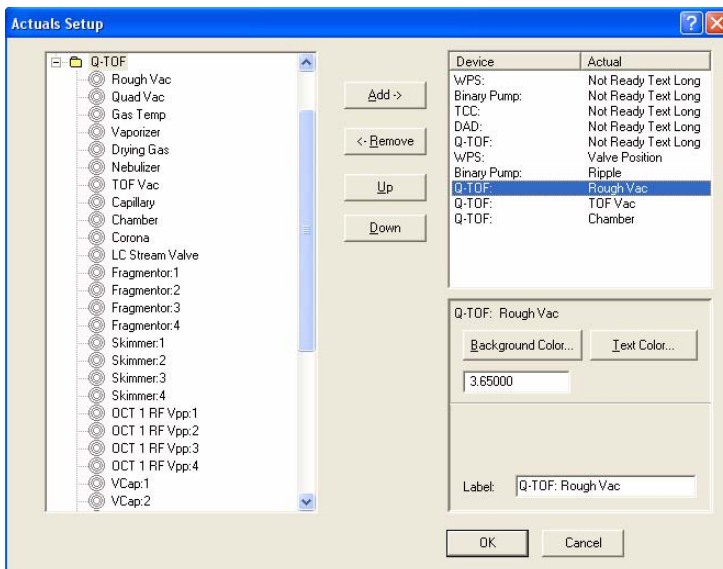 Actuals Setup
Q-TOF
Rough Vac
Quad Vac
Gas Temp
Vaporizer
Drying Gas
Nebulizer
TOF Vac
Capillary
Chamber
Corona
LC Stream Valve
Fragmentor:1
Fragmentor:2
Fragmentor:3
Fragmentor:4
Skimmer:1
Skimmer:2
Skimmer:3
Skimmer:4
OCT 1 RF Vpp:1
OCT 1 RF Vpp:2
OCT 1 RF Vpp:3
OCT 1 RF Vpp:4
VCap:1
VCap:2
Add ->
<- Remove
Up
Down
Device Actual
WPS: Not Ready Text Long
Binary Pump: Not Ready Text Long
TCC: Not Ready Text Long
DAD: Not Ready Text Long
Q-TOF: Not Ready Text Long
WPS: Valve Position
Binary Pump: Ripple
Q-TOF: Rough Vac
Q-TOF: TOF Vac
Q-TOF: Chamber
Q-TOF: Rough Vac
Background Color... Text Color...
3.65000
Label: Q-TOF: Rough Vac
OK Cancel